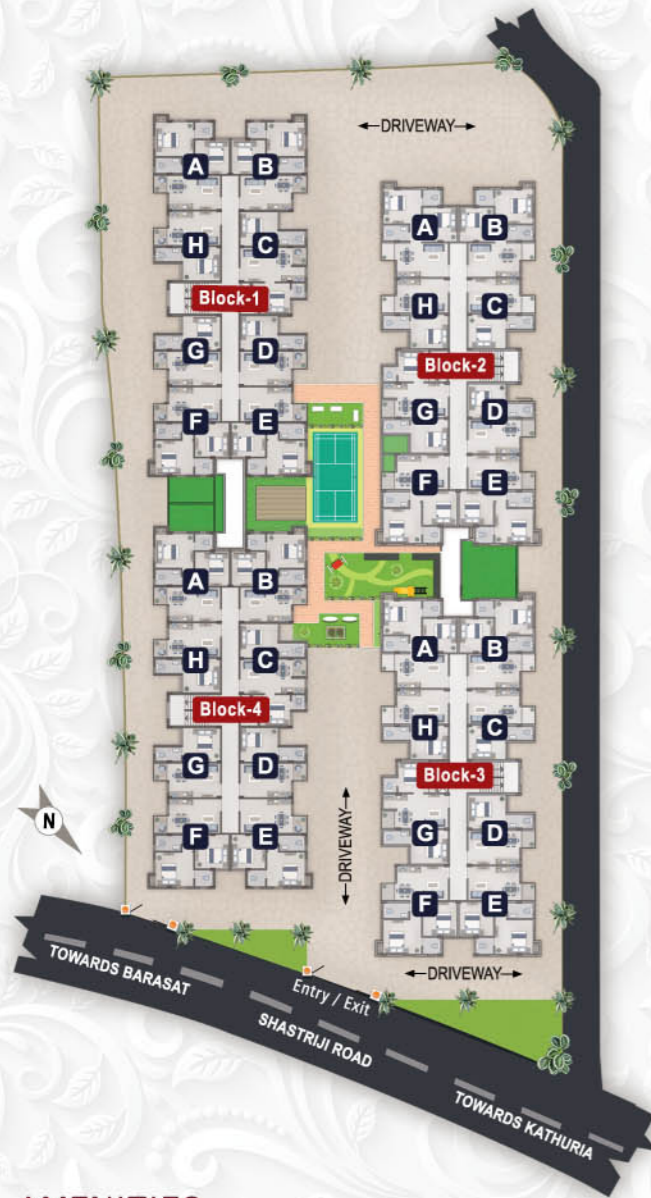 DRIVEWAY
A
B
H
C
Block-1
G
D
F
E
A
B
H
C
Block-2
G
D
F
E
A
B
H
C
Block-4
G
D
F
E
A
B
H
C
Block-3
G
D
F
E
N
DRIVEWAY
DRIVEWAY
Entry / Exit
TOWARDS BARASAT
SHASTRIJI ROAD
TOWARDS KATHURIA